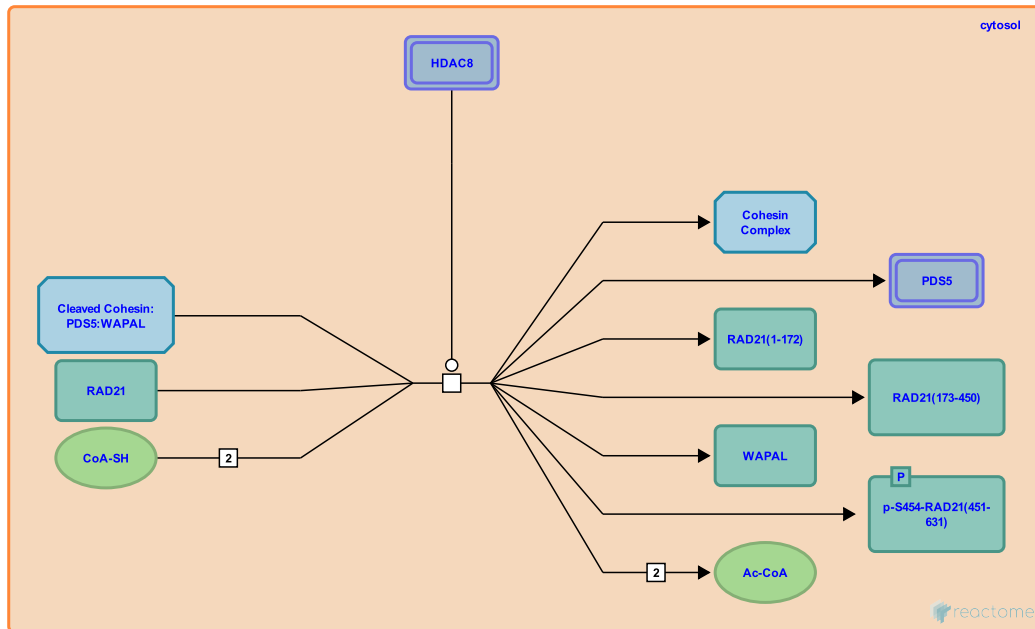 cytosol
HDAC8
Cohesin
Complex
PDS5
Cleaved Cohesin:
PDS5:WAPAL
RAD21(1-172)
RAD21
RAD21(173-450)
WAPAL
CoA-SH
2
P
p-S454-RAD21(451-
631)
2
Ac-CoA
reactome